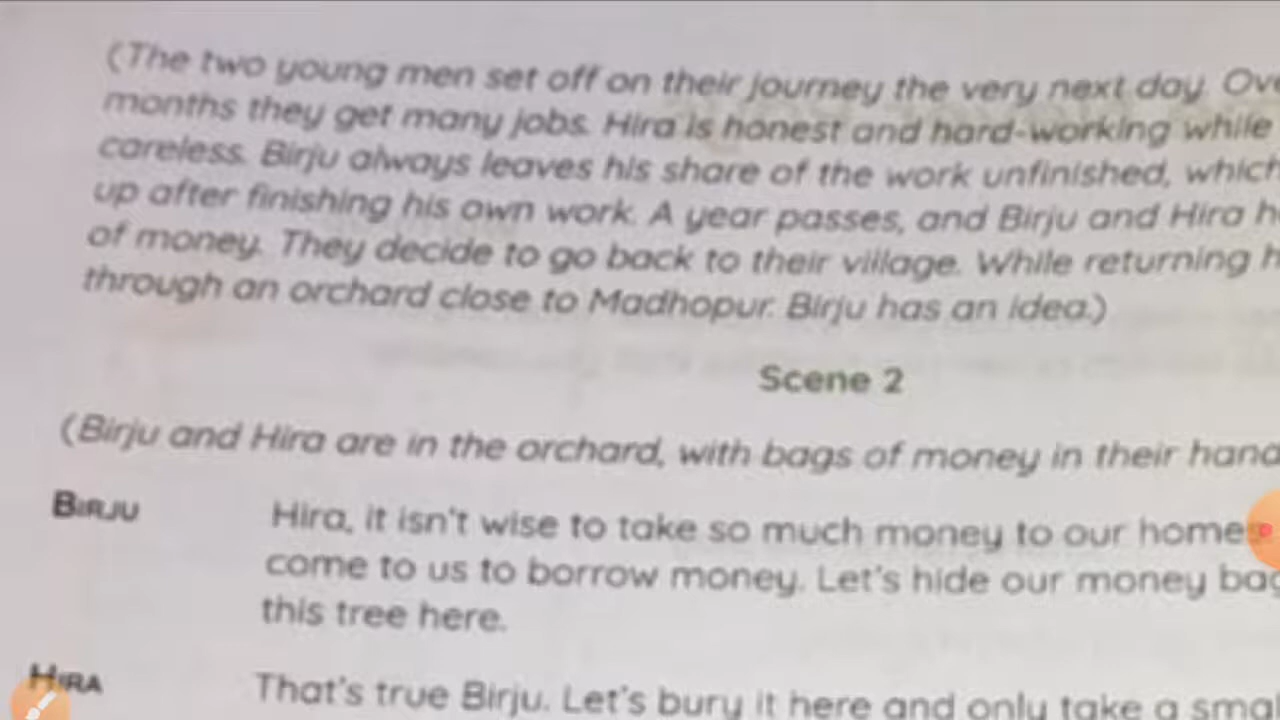 (The two young men set off on their journey the very next day. Ove
months they get many jobs. Hira is honest and hard-working while
careless. Birju always leaves his share of the work unfinished, which
up after finishing his own work. A year passes, and Birju and Hira h
of money. They decide to go back to their village. While returning h
through an orchard close to Madhopur. Birju has an idea.)
Scene 2
(Birju and Hira are in the orchard, with bags of money in their hand
BIRJU Hira, it isn't wise to take so much money to our homes
come to us to borrow money. Let's hide our money bag
this tree here.
HIRA That's true Birju. Let's bury it here and only take a smal